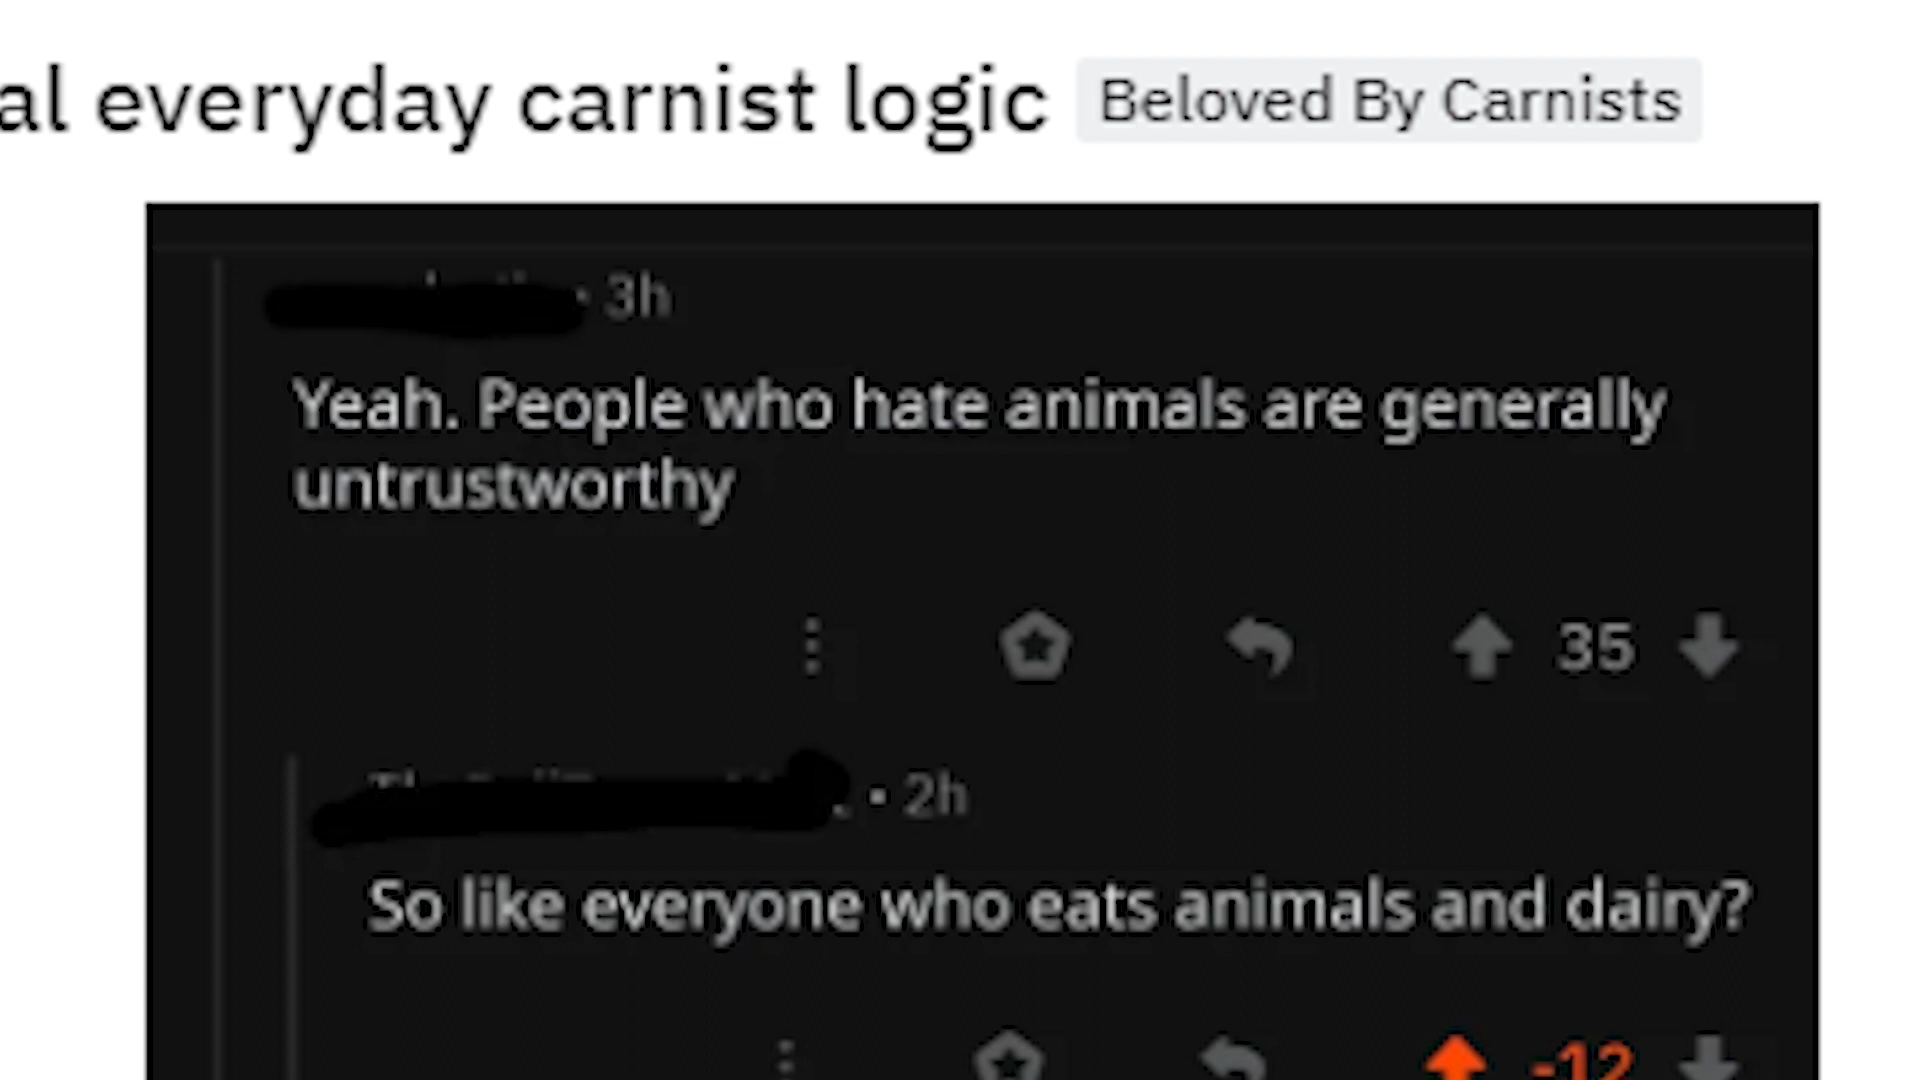 al everyday carnist logic Beloved By Carnists
• 3h
Yeah. People who hate animals are generally
untrustworthy
35
• 2h
So like everyone who eats animals and dairy?
-12